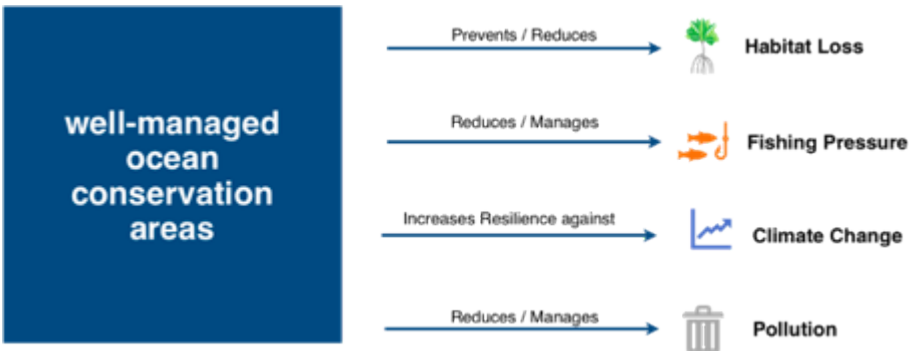 well-managed
ocean
conservation
areas
Prevents / Reduces
Habitat Loss
Reduces / Manages
Fishing Pressure
Increases Resilience against
Climate Change
Reduces / Manages
Pollution